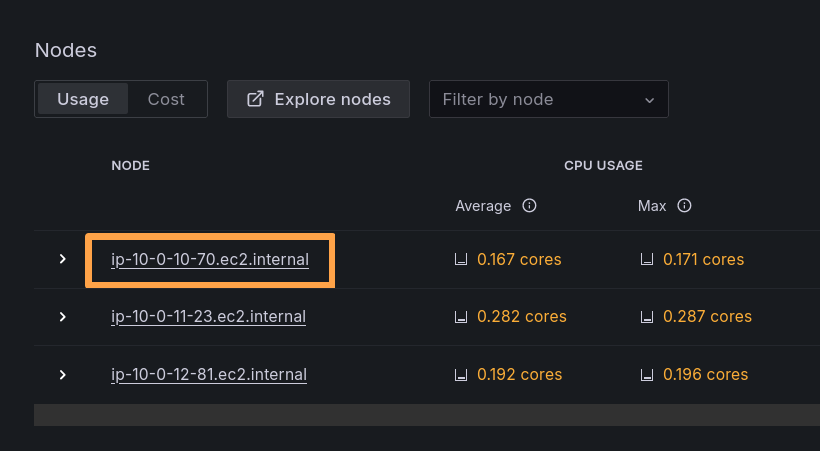 Nodes
Usage Cost Explore nodes Filter by node
NODE CPU USAGE
Average Max
ip-10-0-10-70.ec2.internal 0.167 cores 0.171 cores
ip-10-0-11-23.ec2.internal 0.282 cores 0.287 cores
ip-10-0-12-81.ec2.internal 0.192 cores 0.196 cores